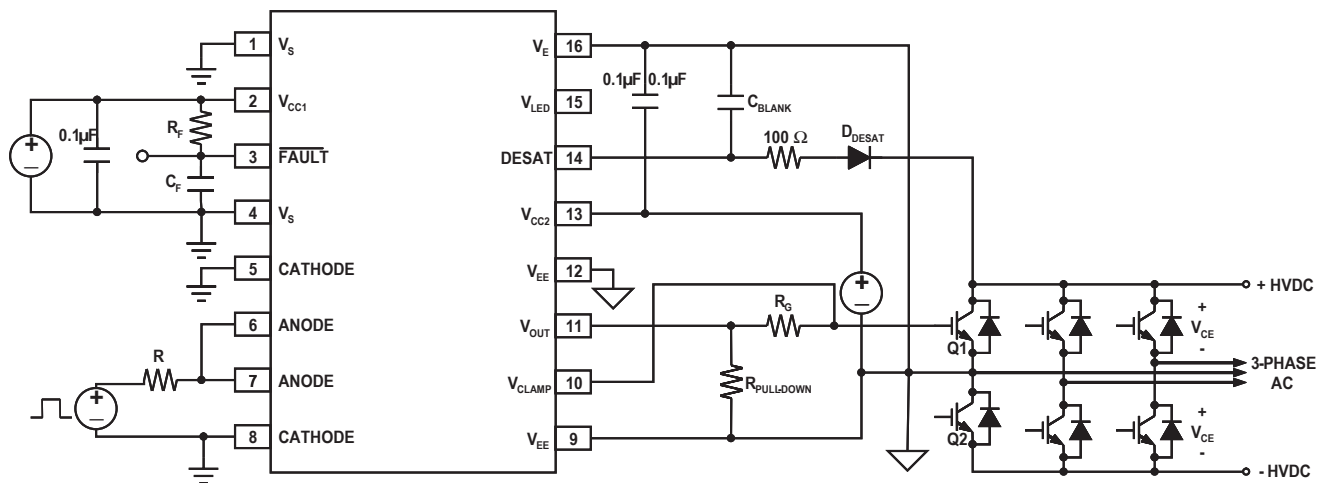 1 V_S
2 V_CC1
3 FAULT
4 V_S
5 CATHODE
6 ANODE
7 ANODE
8 CATHODE
V_E 16
V_LED 15
DESAT 14
V_CC2 13
V_EE 12
V_OUT 11
V_CLAMP 10
V_EE 9
0.1µF
+
–
R_F
C_F
R
+
–
0.1µF 0.1µF
C_BLANK
100 Ω
D_DESAT
+
–
R_G
R_PULL-DOWN
Q1
Q2
+ HVDC
+
V_CE
-
3-PHASE
AC
+
V_CE
-
- HVDC